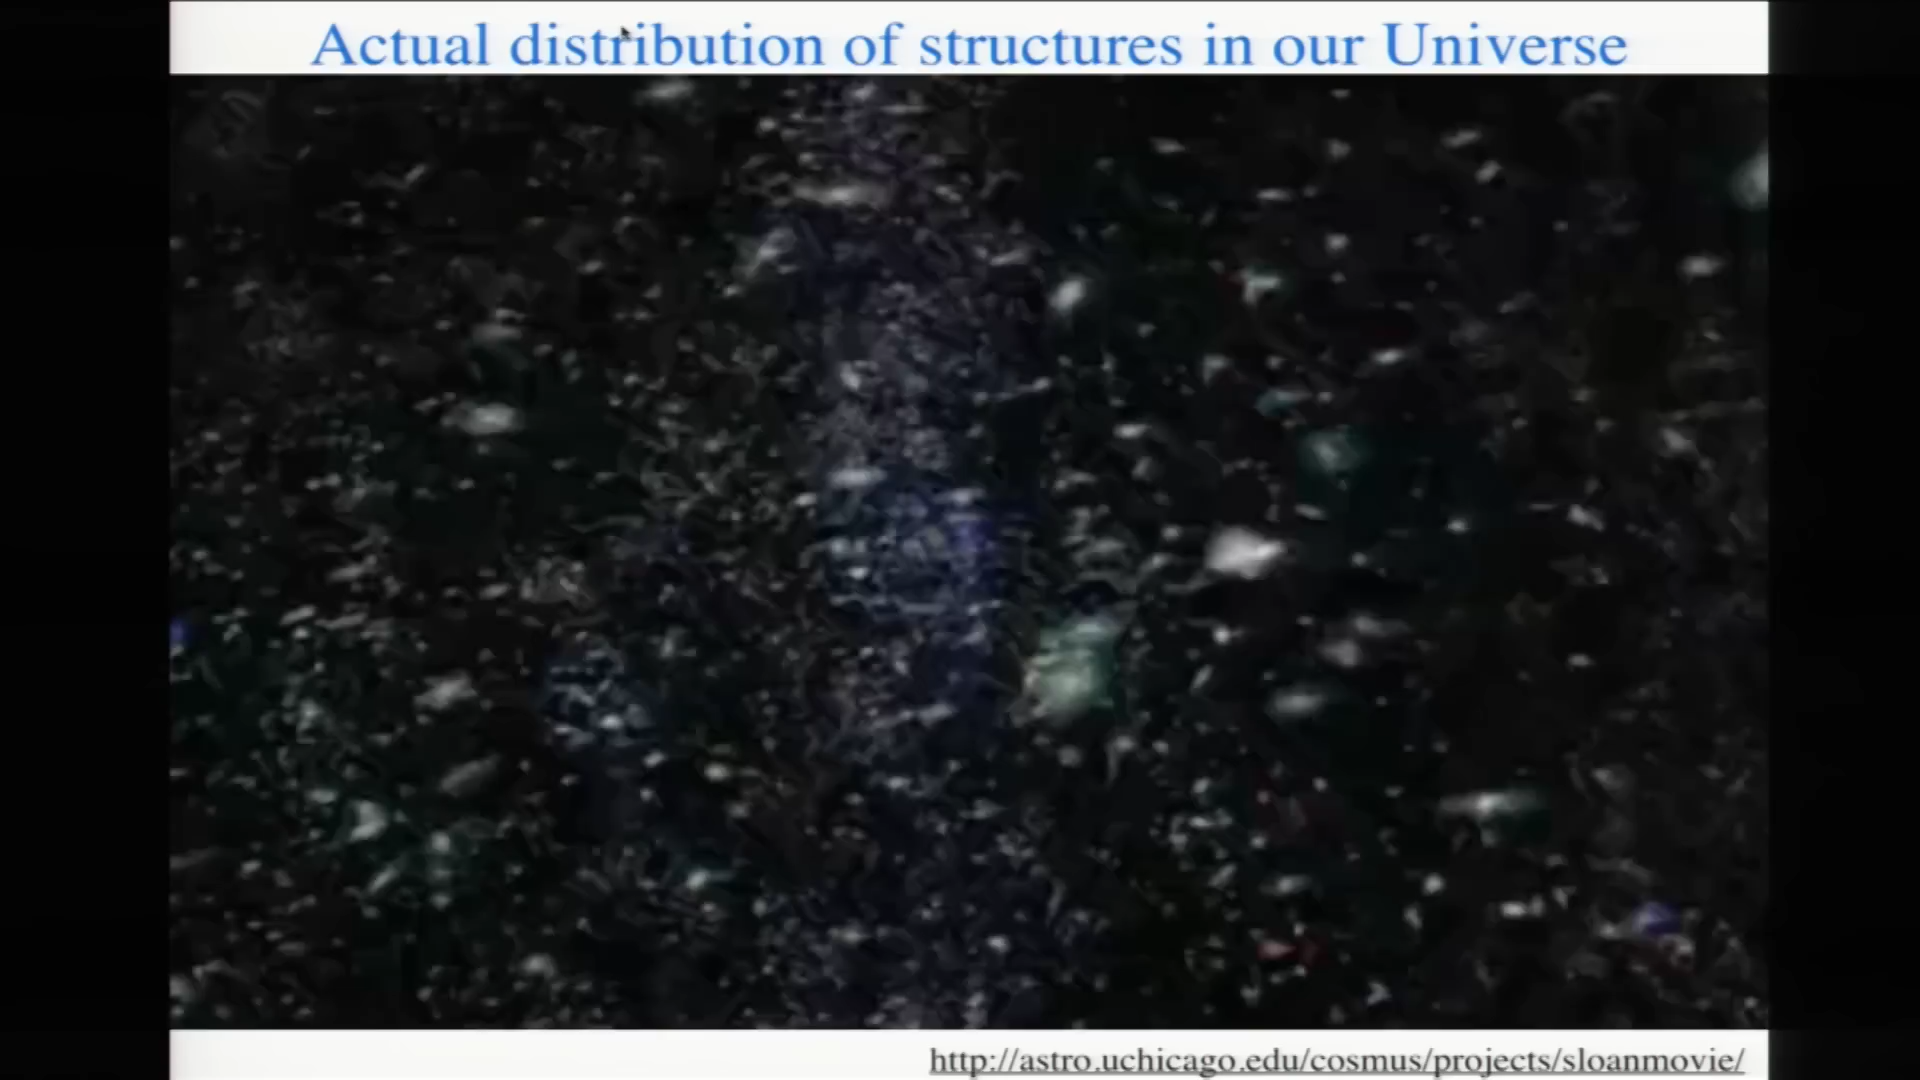 Actual distribution of structures in our Universe
http://astro.uchicago.edu/cosmus/projects/sloanmovie/